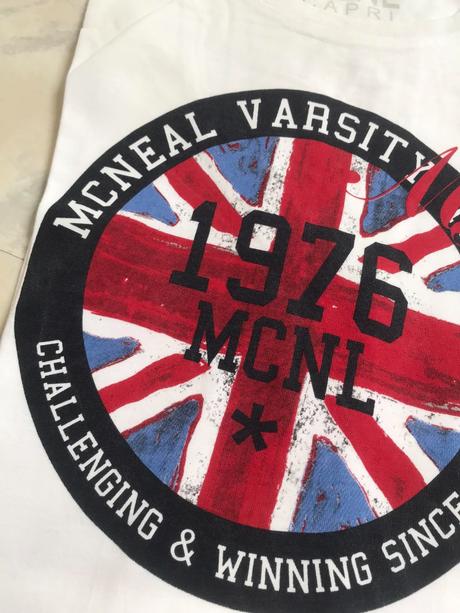 MCNEAL VARSITY
1976
MCNL
*
CHALLENGING & WINNING SINCE